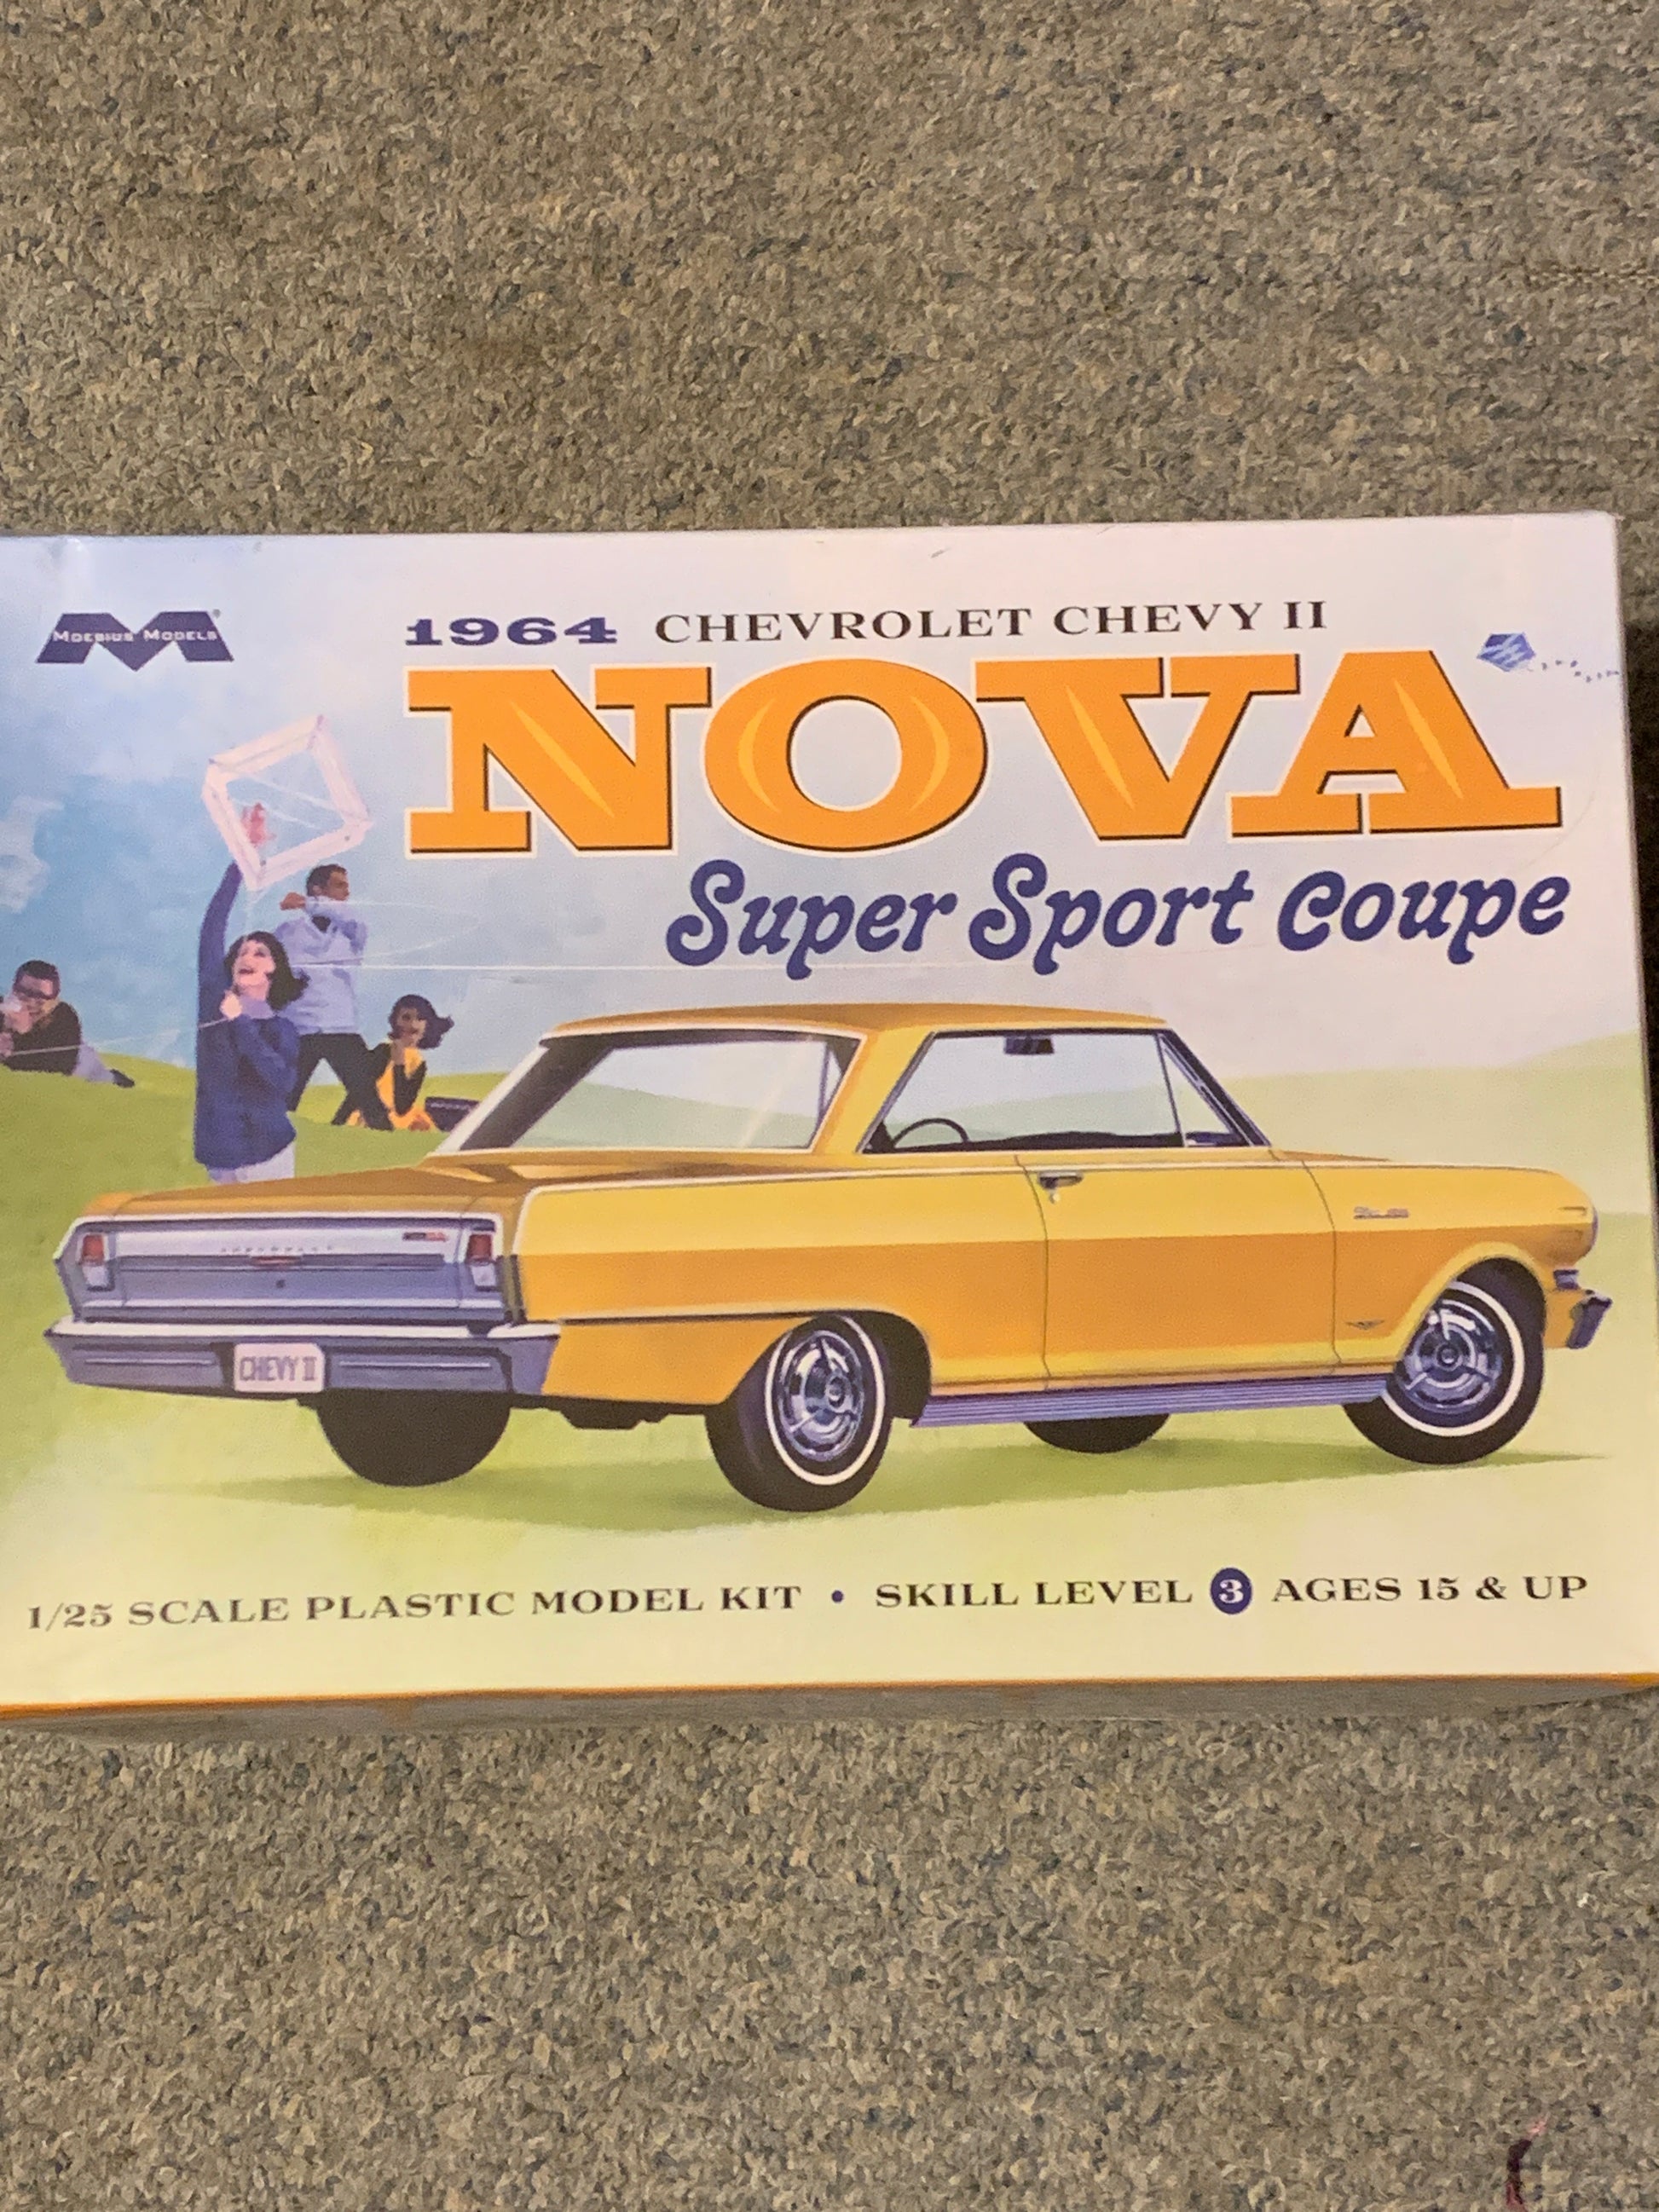 MOEBIUS MODELS
1964 CHEVROLET CHEVY II
NOVA
Super Sport Coupe
CHEVROLET
CHEVY II
1/25 SCALE PLASTIC MODEL KIT • SKILL LEVEL 3 AGES 15 & UP